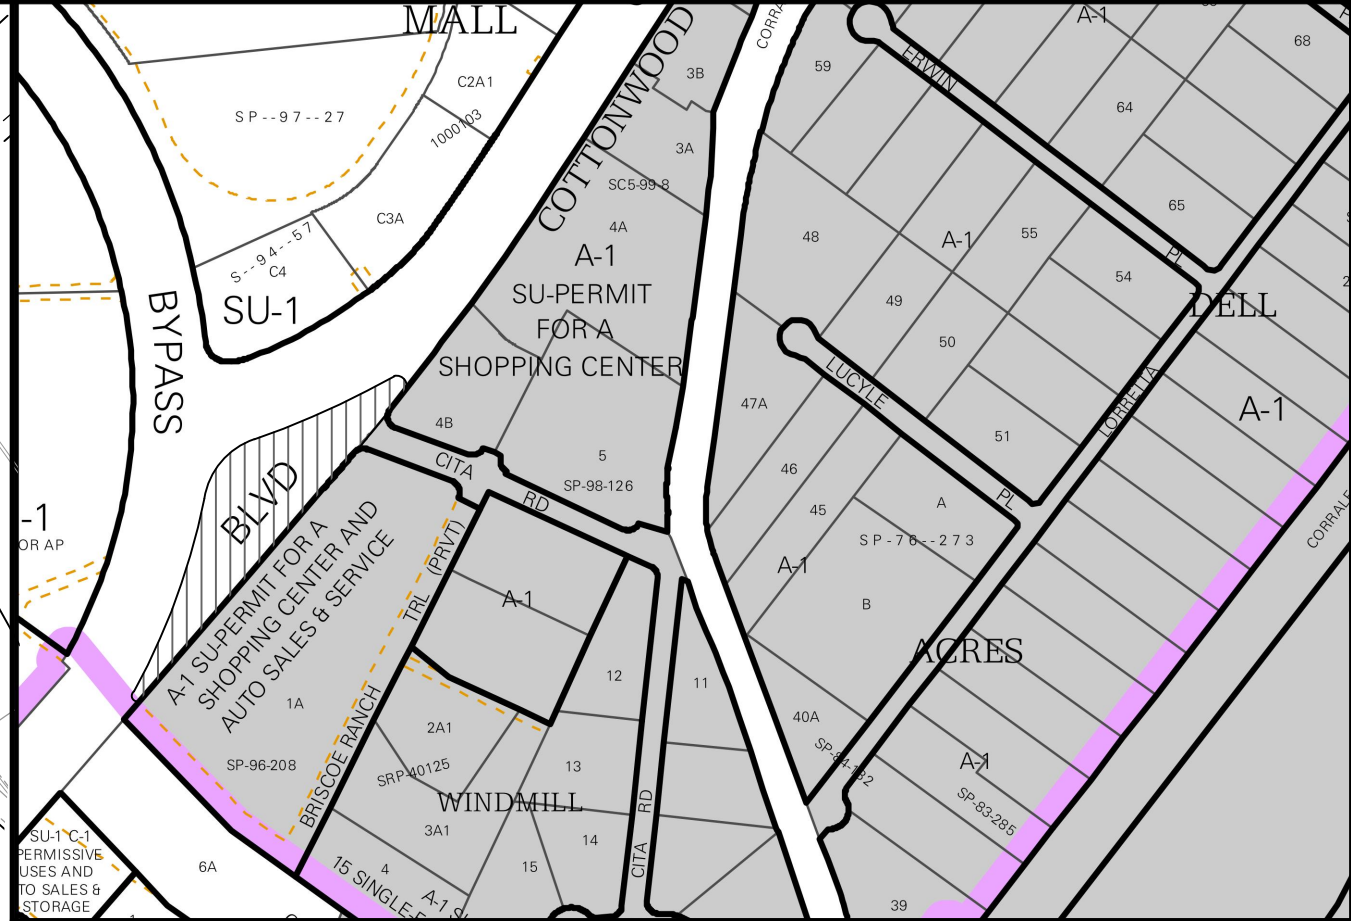 MALL
C2A1
SP--97--27
1000103
C3A
S--94--57
C4
SU-1
BYPASS
COTTONWOOD
3B
3A
SC5-99-8
4A
A-1
SU-PERMIT
FOR A
SHOPPING CENTER
4B
5
SP-98-126
CITA
RD
BLVD
-1
OR AP
A-1 SU-PERMIT FOR A
SHOPPING CENTER AND
AUTO SALES & SERVICE
1A
SP-96-208
TRL (PRVT)
BRISCOE RANCH
A-1
12
11
2A1
SRP-40125
13
WINDMILL
3A1
14
4
15
15 SINGLE-F
CITA
RD
SU-1 C-1
PERMISSIVE
USES AND
TO SALES &
STORAGE
6A
1
CORRA
59
A-1
68
ERWIN
64
65
PL
48
A-1
55
54
DELL
49
50
LUCYLE
47A
51
LORRETTA
A-1
46
45
A
PL
SP-76--273
A-1
B
ACRES
40A
SP-84-132
A-1
SP-83-285
39
CORRALE